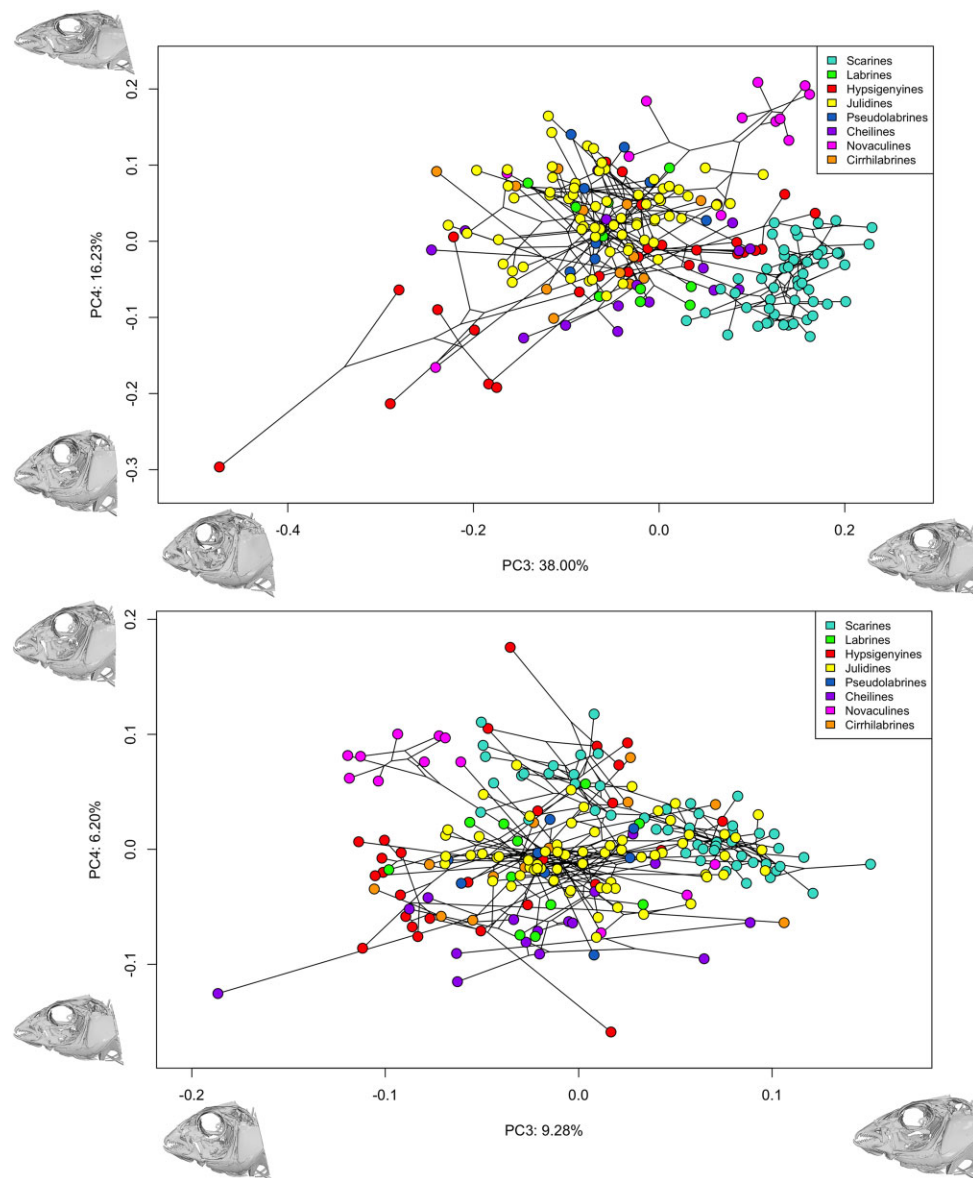 Scarines
Labrines
Hypsigenyines
Julidines
Pseudolabrines
Cheilines
Novaculines
Cirrhilabrines
0.2
0.1
0.0
-0.1
-0.2
-0.3
PC4: 16.23%
-0.4
-0.2
0.0
0.2
PC3: 38.00%
Scarines
Labrines
Hypsigenyines
Julidines
Pseudolabrines
Cheilines
Novaculines
Cirrhilabrines
0.2
0.1
0.0
-0.1
PC4: 6.20%
-0.2
-0.1
0.0
0.1
PC3: 9.28%